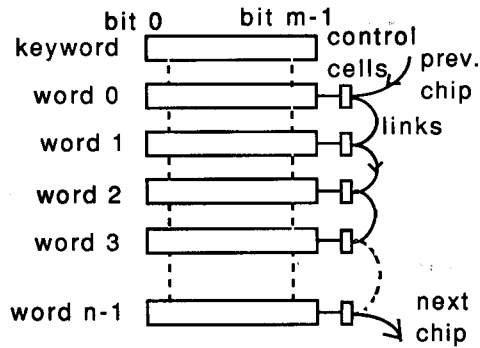 bit 0 bit m-1
keyword
control
cells
prev.
chip
word 0
links
word 1
word 2
word 3
word n-1
next
chip